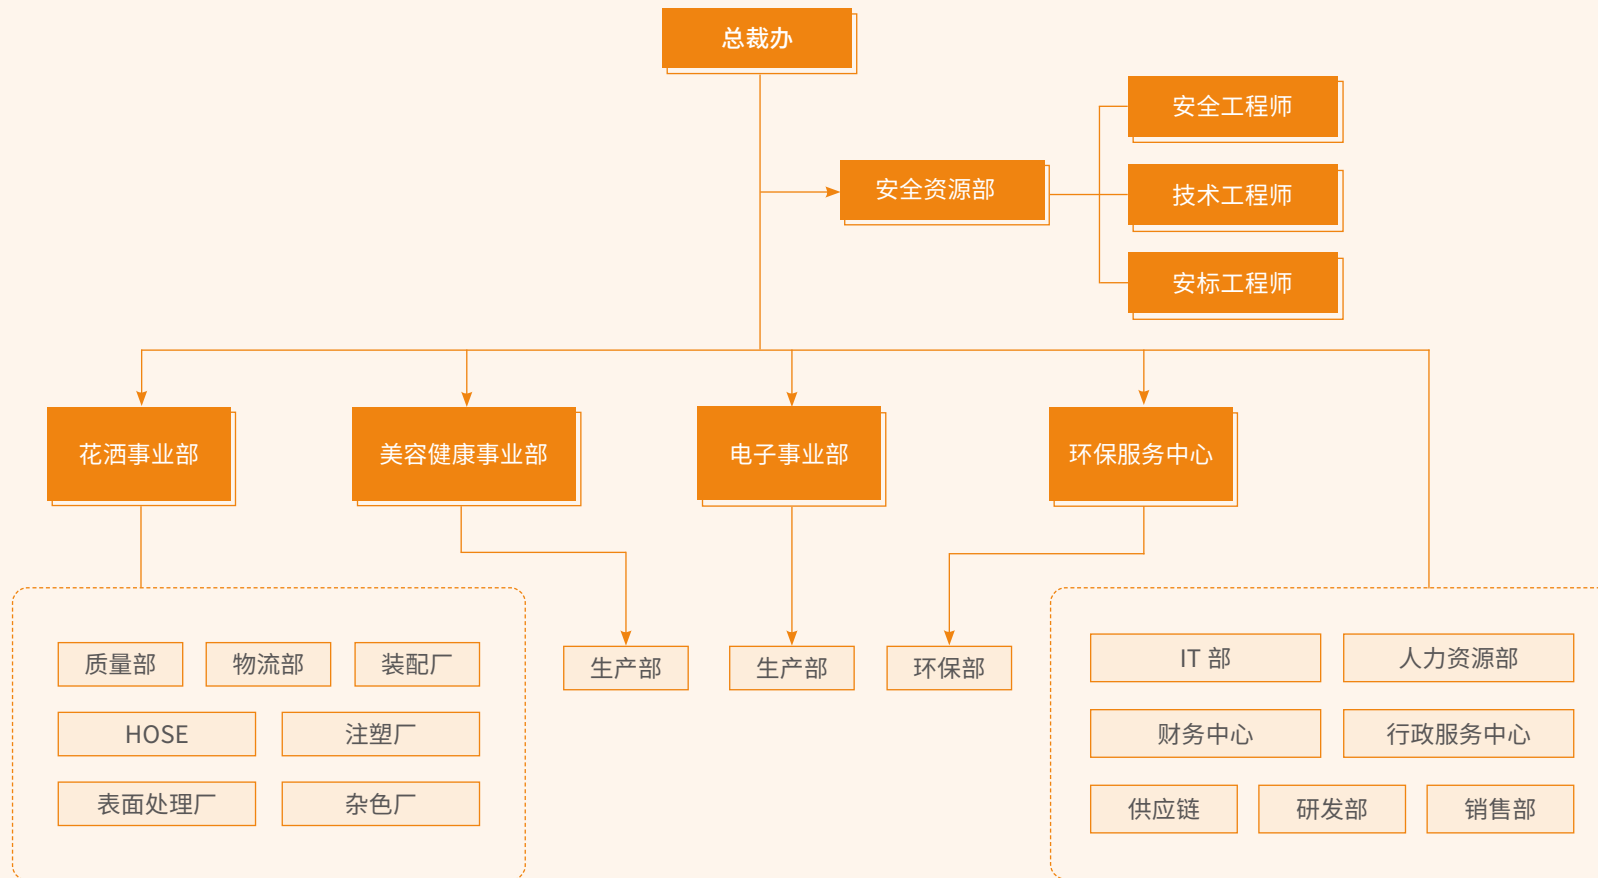 总裁办
安全工程师
安全资源部
技术工程师
安标工程师
花洒事业部
美容健康事业部
电子事业部
环保服务中心
质量部
物流部
装配厂
HOSE
注塑厂
表面处理厂
杂色厂
生产部
生产部
环保部
IT 部
人力资源部
财务中心
行政服务中心
供应链
研发部
销售部